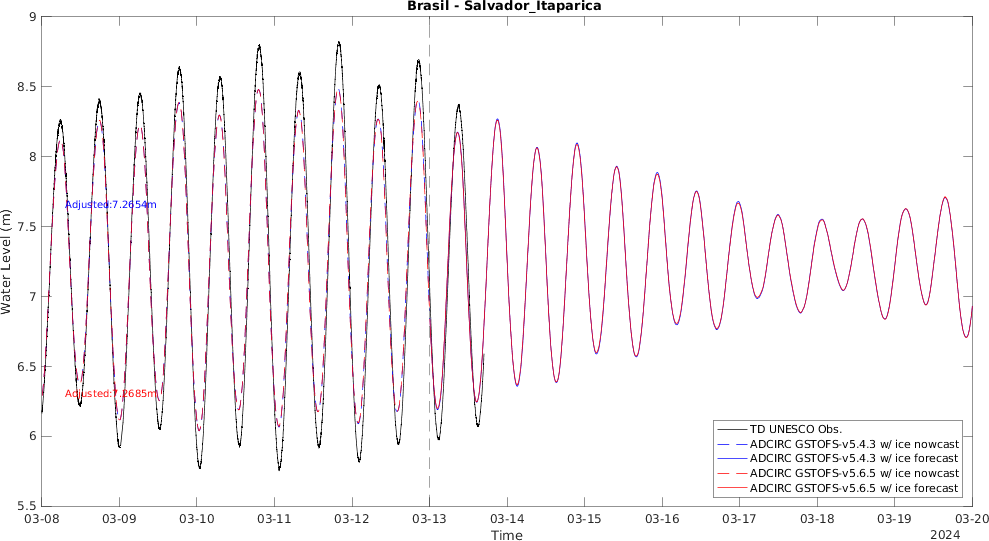 Brasil - Salvador_Itaparica
9
8.5
8
7.5
7
6.5
6
5.5
Water Level (m)
Adjusted:7.2654m
Adjusted:7.2685m
TD UNESCO Obs.
ADCIRC GSTOFS-v5.4.3 w/ ice nowcast
ADCIRC GSTOFS-v5.4.3 w/ ice forecast
ADCIRC GSTOFS-v5.6.5 w/ ice nowcast
ADCIRC GSTOFS-v5.6.5 w/ ice forecast
03-08 03-09 03-10 03-11 03-12 03-13 03-14 03-15 03-16 03-17 03-18 03-19 03-20
Time
2024